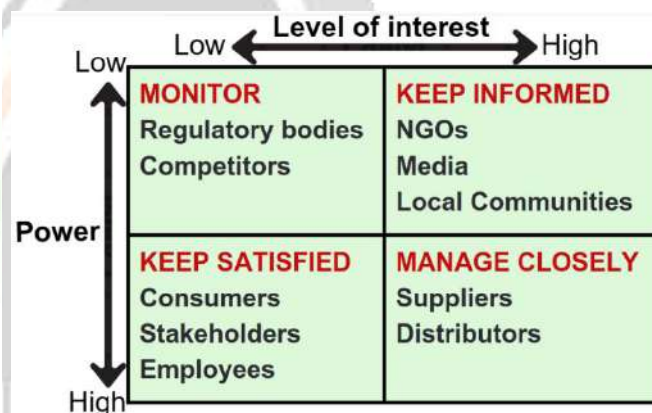 Level of interest
Low High
Low
MONITOR
Regulatory bodies
Competitors
KEEP INFORMED
NGOs
Media
Local Communities
Power
KEEP SATISFIED
Consumers
Stakeholders
Employees
MANAGE CLOSELY
Suppliers
Distributors
High